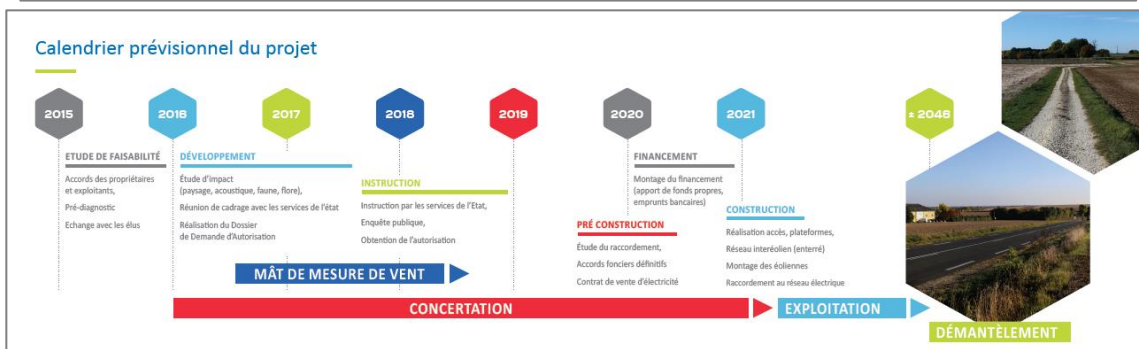 Calendrier prévisionnel du projet
2015
2016
2017
2018
2019
2020
2021
± 2046
ETUDE DE FAISABILITÉ
Accords des propriétaires
et exploitants,
Pré-diagnostic
Echange avec les élus
DÉVELOPPEMENT
Étude d'impact
(paysage, acoustique, faune, flore),
Réunion de cadrage avec les services de l'état
Réalisation du Dossier
de Demande d'Autorisation
INSTRUCTION
Instruction par les services de l'Etat,
Enquête publique,
Obtention de l'autorisation
PRÉ CONSTRUCTION
Étude du raccordement,
Accords fonciers définitifs
Contrat de vente d'électricité
FINANCEMENT
Montage du financement
(apport de fonds propres,
emprunts bancaires)
CONSTRUCTION
Réalisation accès, plateformes,
Réseau interéolien (enterré)
Montage des éoliennes
Raccordement au réseau électrique
MÂT DE MESURE DE VENT
CONCERTATION
EXPLOITATION
DÉMANTÈLEMENT